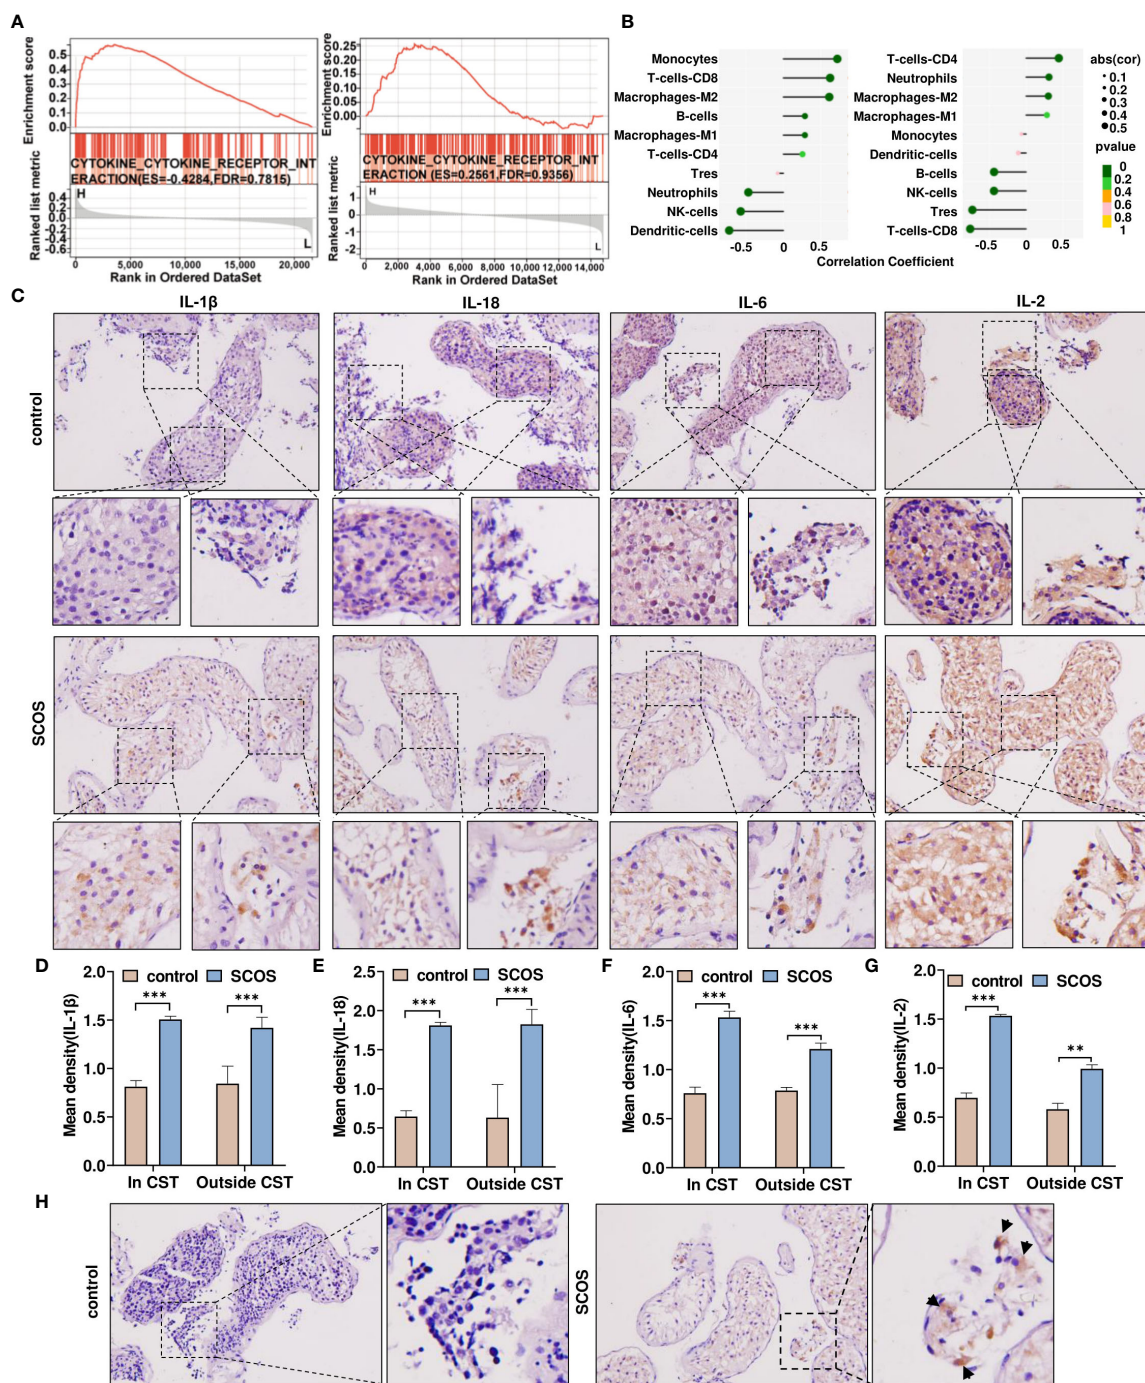 A
Enrichment score
0.5
0.4
0.3
0.2
0.1
0.0
CYTOKINE_CYTOKINE_RECEPTOR_INT
ERACTION(ES=-0.4284,FDR=0.7815)
Ranked list metric
H
0.4
0.2
0.0
-0.2
-0.4
-0.6
L
0 5,000 10,000 15,000 20,000
Rank in Ordered DataSet
Enrichment score
0.25
0.20
0.15
0.10
0.05
0.00
CYTOKINE_CYTOKINE_RECEPTOR_INT
ERACTION (ES=0.2561,FDR=0.9356)
Ranked list metric
H
1
0
-1
-2
L
0 2,000 4,000 6,000 8,000 10,000 12,000 14,000
Rank in Ordered DataSet
B
Monocytes
T-cells-CD8
Macrophages-M2
B-cells
Macrophages-M1
T-cells-CD4
Tres
Neutrophils
NK-cells
Dendritic-cells
-0.5 0 0.5
T-cells-CD4
Neutrophils
Macrophages-M2
Macrophages-M1
Monocytes
Dendritic-cells
B-cells
NK-cells
Tres
T-cells-CD8
-0.5 0 0.5
Correlation Coefficient
abs(cor)
0.1
0.2
0.3
0.4
0.5
pvalue
0
0.2
0.4
0.6
0.8
1
C
IL-1β IL-18 IL-6 IL-2
control
SCOS
D
Mean density(IL-1β)
2.0
1.5
1.0
0.5
0.0
control SCOS
*** ***
In CST Outside CST
E
Mean density(IL-18)
2.5
2.0
1.5
1.0
0.5
0.0
control SCOS
*** ***
In CST Outside CST
F
Mean density(IL-6)
2.0
1.5
1.0
0.5
0.0
control SCOS
*** ***
In CST Outside CST
G
Mean density(IL-2)
2.0
1.5
1.0
0.5
0.0
control SCOS
*** **
In CST Outside CST
H
control
SCOS